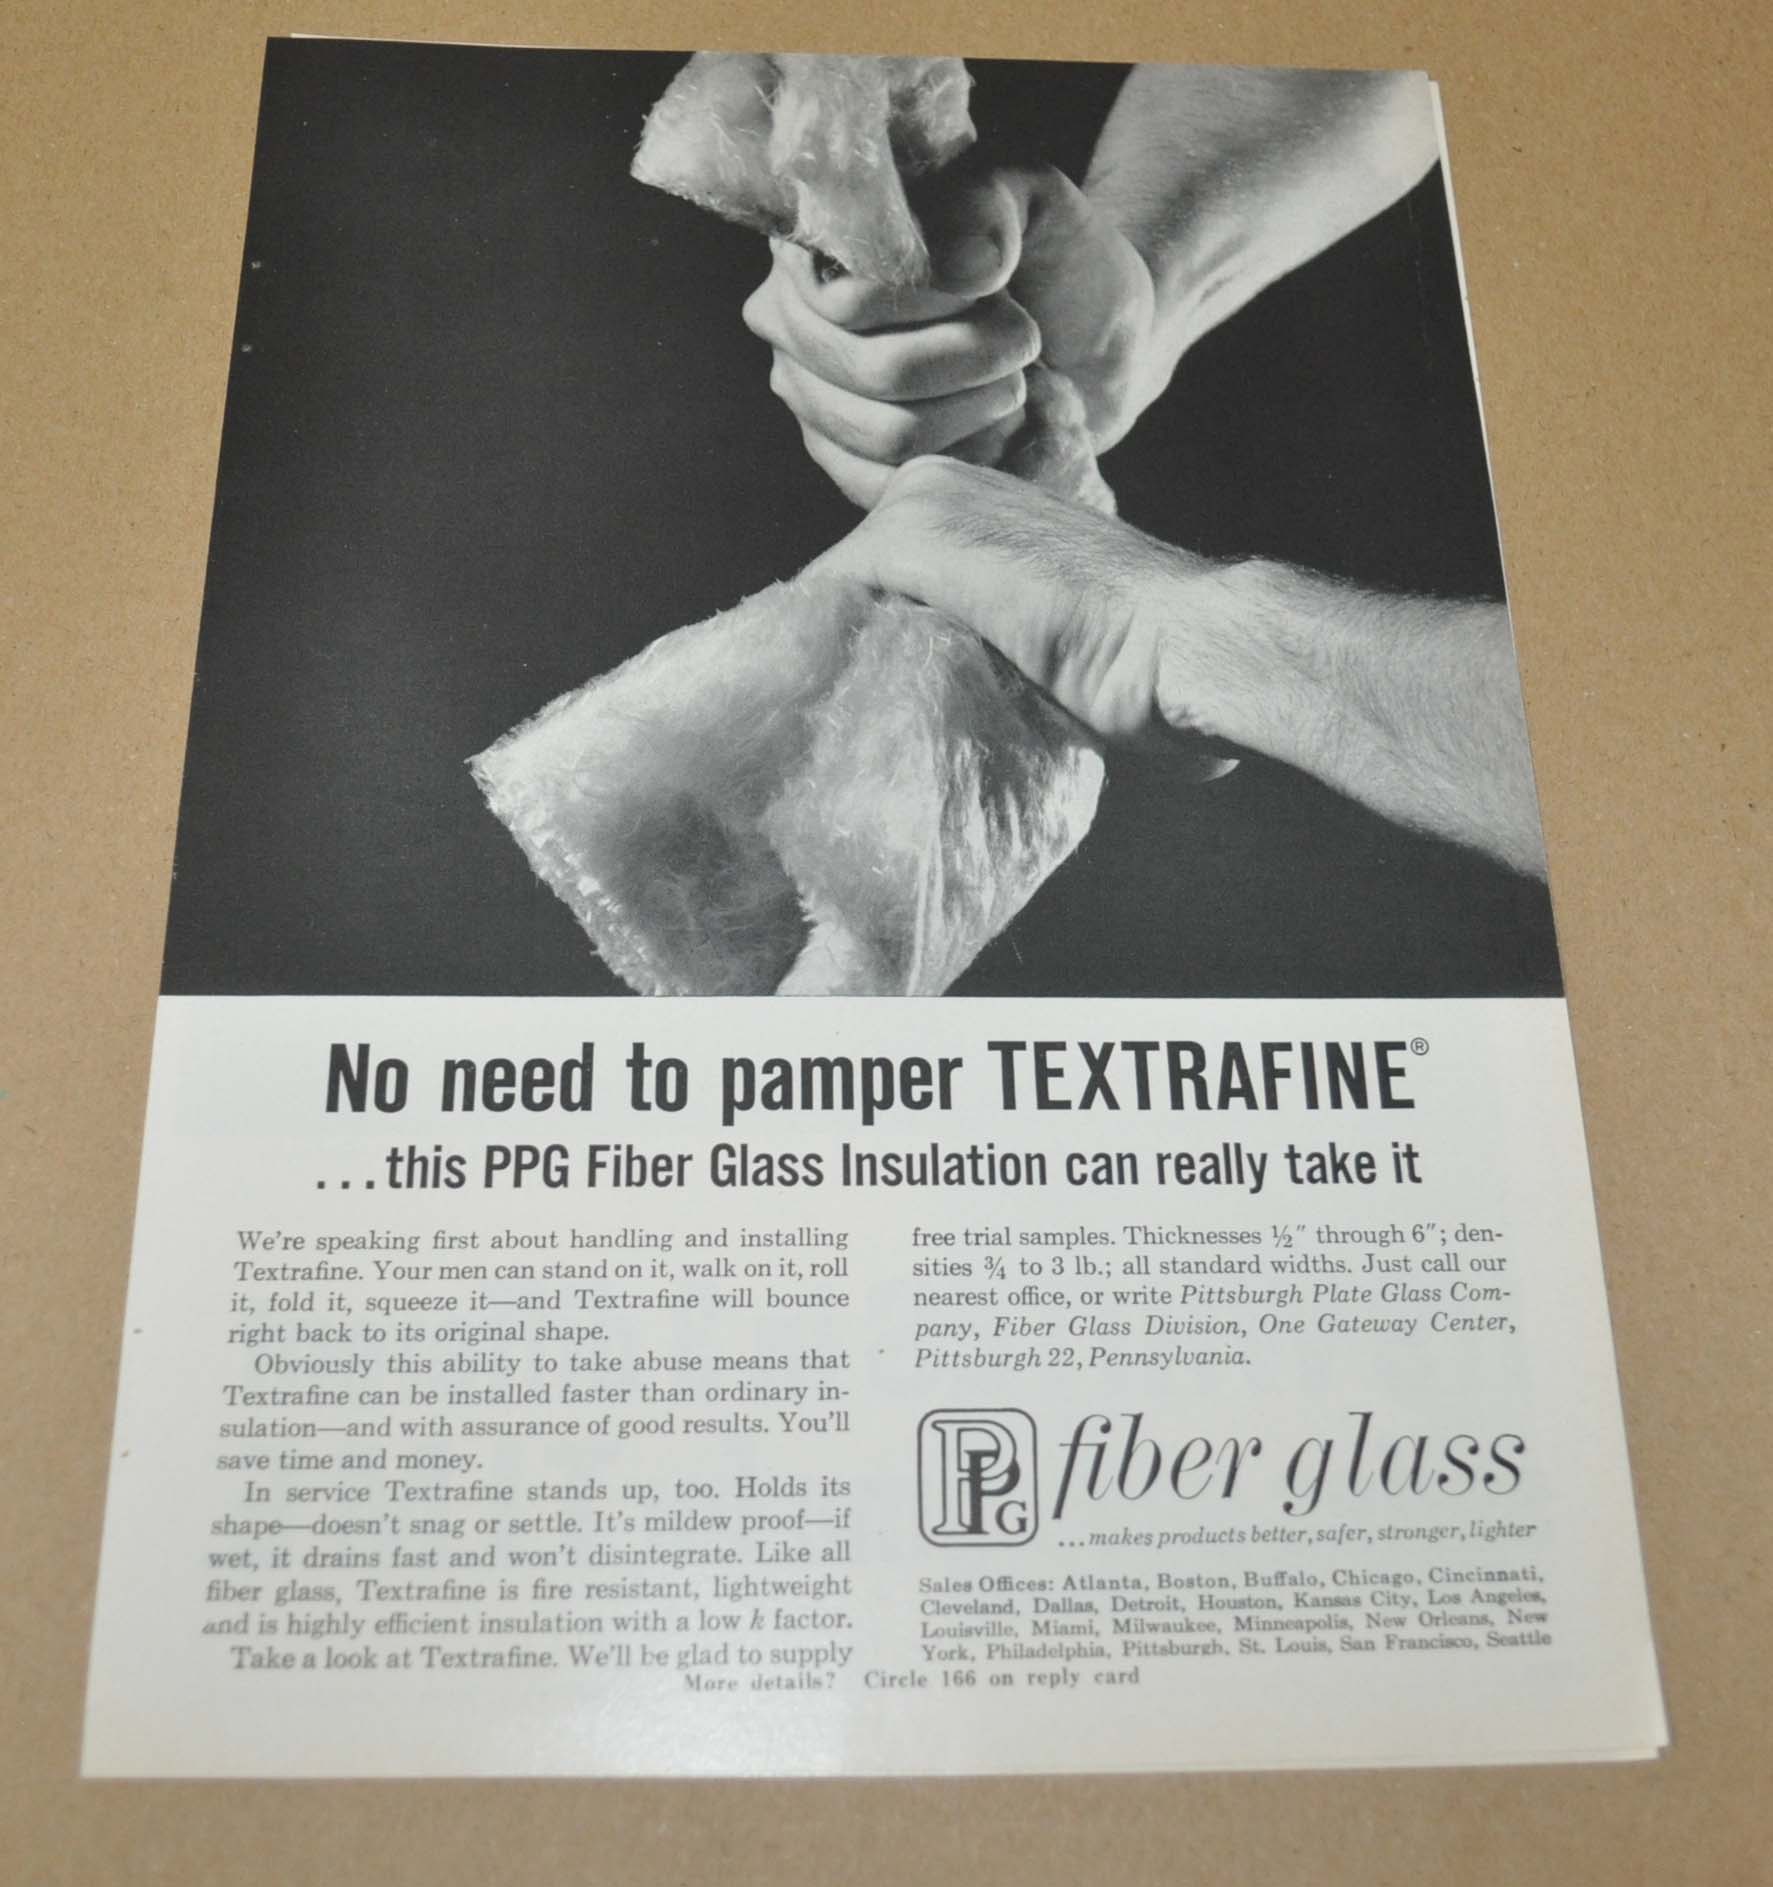 No need to pamper TEXTRAFINE®
...this PPG Fiber Glass Insulation can really take it
We're speaking first about handling and installing
Textrafine. Your men can stand on it, walk on it, roll
it, fold it, squeeze it—and Textrafine will bounce
right back to its original shape.
Obviously this ability to take abuse means that
Textrafine can be installed faster than ordinary in-
sulation—and with assurance of good results. You'll
save time and money.
In service Textrafine stands up, too. Holds its
shape—doesn't snag or settle. It's mildew proof—if
wet, it drains fast and won't disintegrate. Like all
fiber glass, Textrafine is fire resistant, lightweight
and is highly efficient insulation with a low k factor.
Take a look at Textrafine. We'll be glad to supply
free trial samples. Thicknesses ½″ through 6″; den-
sities ¾ to 3 lb.; all standard widths. Just call our
nearest office, or write Pittsburgh Plate Glass Com-
pany, Fiber Glass Division, One Gateway Center,
Pittsburgh 22, Pennsylvania.
PPG fiber glass
...makes products better, safer, stronger, lighter
Sales Offices: Atlanta, Boston, Buffalo, Chicago, Cincinnati,
Cleveland, Dallas, Detroit, Houston, Kansas City, Los Angeles,
Louisville, Miami, Milwaukee, Minneapolis, New Orleans, New
York, Philadelphia, Pittsburgh, St. Louis, San Francisco, Seattle
More details? Circle 166 on reply card